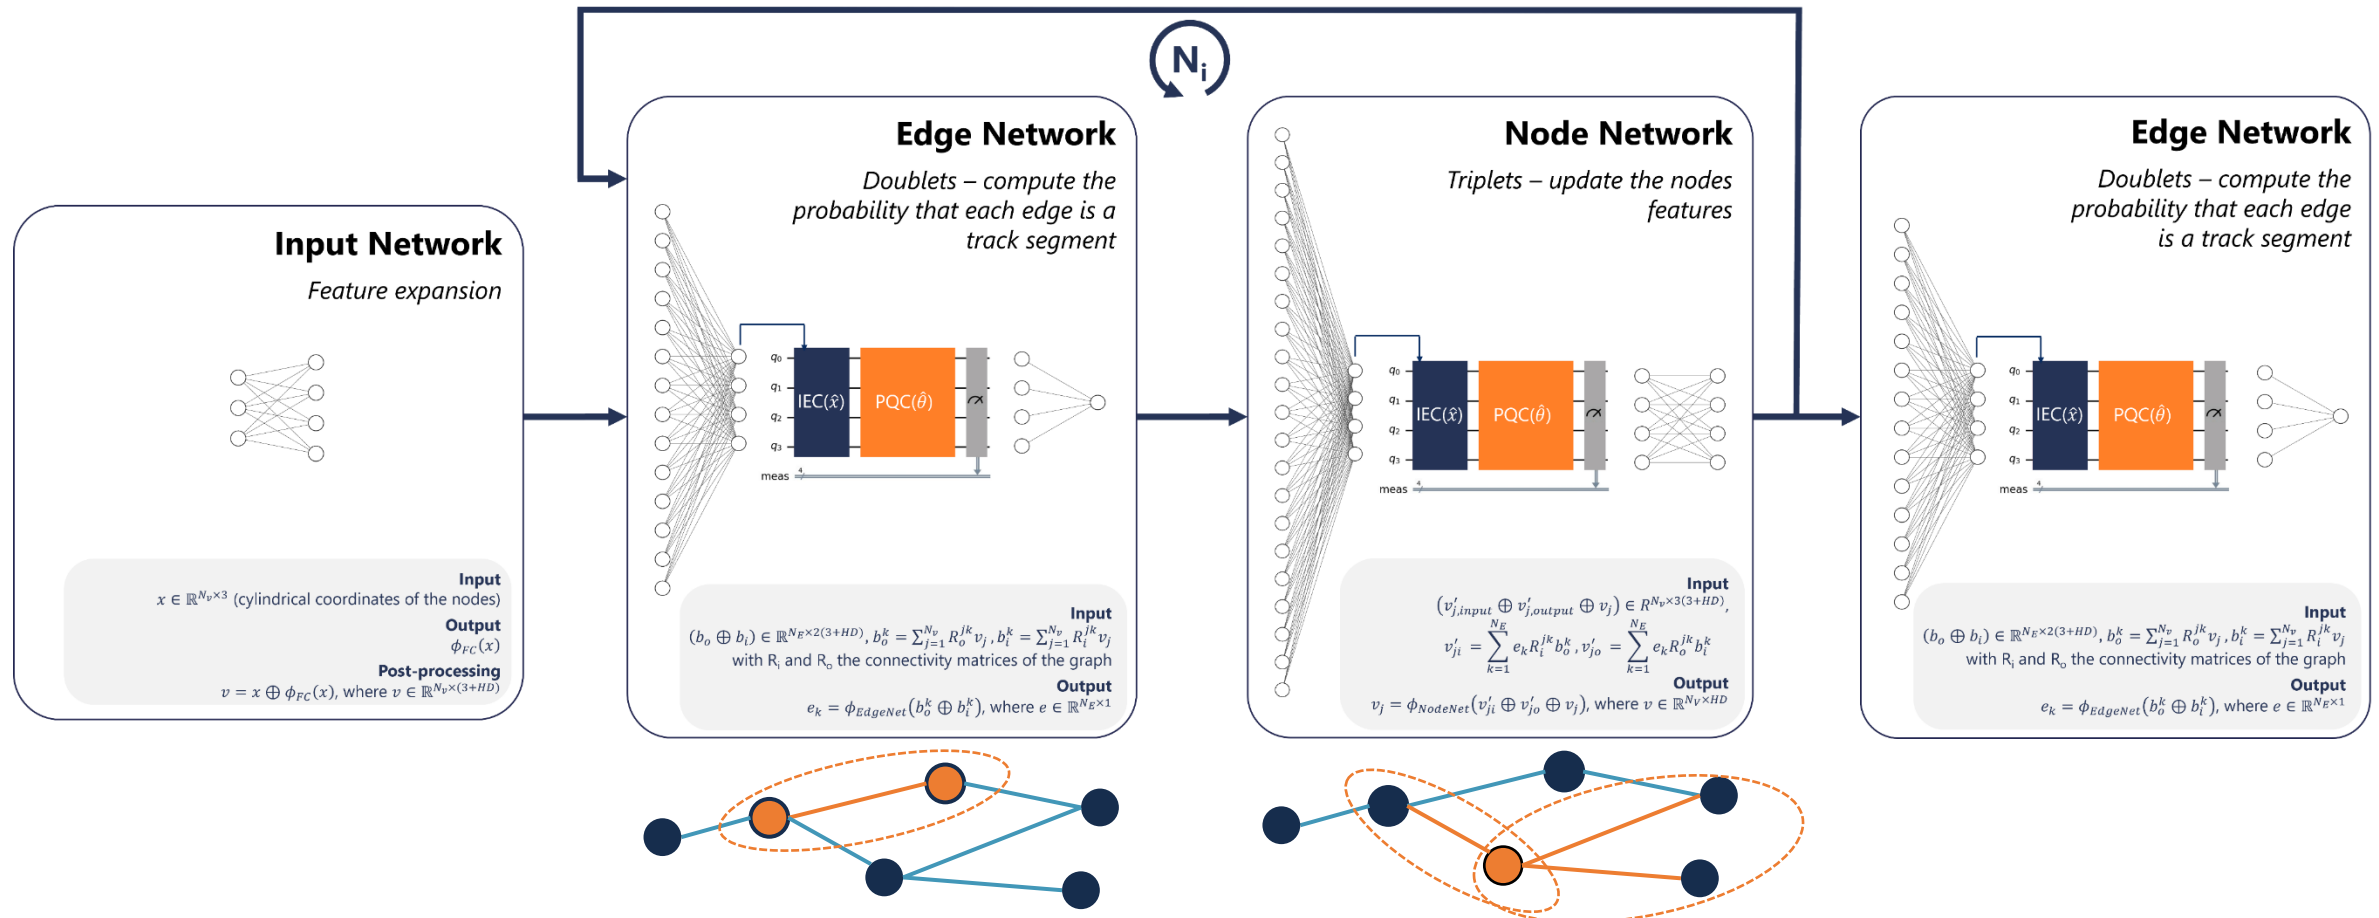 N_i
Input Network
Feature expansion
Input
x ∈ ℝ^{N_v×3} (cylindrical coordinates of the nodes)
Output
ϕ_{FC}(x)
Post-processing
v = x ⊕ ϕ_{FC}(x), where v ∈ ℝ^{N_v×(3+HD)}
Edge Network
Doublets – compute the
probability that each edge is a
track segment
q₀
q₁
q₂
q₃
IEC(x̂)
PQC(θ̂)
meas
4
Input
(b_o ⊕ b_i) ∈ ℝ^{N_E×2(3+HD)}, b_o^k = ∑_{j=1}^{N_v} R_o^{jk} v_j, b_i^k = ∑_{j=1}^{N_v} R_i^{jk} v_j
with R_i and R_o the connectivity matrices of the graph
Output
e_k = ϕ_{EdgeNet}(b_o^k ⊕ b_i^k), where e ∈ ℝ^{N_E×1}
Node Network
Triplets – update the nodes
features
q₀
q₁
q₂
q₃
IEC(x̂)
PQC(θ̂)
meas
4
Input
(v′_{j,input} ⊕ v′_{j,output} ⊕ v_j) ∈ R^{N_v×3(3+HD)},
v′_{ji} = ∑_{k=1}^{N_E} e_k R_i^{jk} b_o^k, v′_{jo} = ∑_{k=1}^{N_E} e_k R_o^{jk} b_i^k
Output
v_j = ϕ_{NodeNet}(v′_{ji} ⊕ v′_{jo} ⊕ v_j), where v ∈ ℝ^{N_V×HD}
Edge Network
Doublets – compute the
probability that each edge
is a track segment
q₀
q₁
q₂
q₃
IEC(x̂)
PQC(θ̂)
meas
4
Input
(b_o ⊕ b_i) ∈ ℝ^{N_E×2(3+HD)}, b_o^k = ∑_{j=1}^{N_v} R_o^{jk} v_j, b_i^k = ∑_{j=1}^{N_v} R_i^{jk} v_j
with R_i and R_o the connectivity matrices of the graph
Output
e_k = ϕ_{EdgeNet}(b_o^k ⊕ b_i^k), where e ∈ ℝ^{N_E×1}